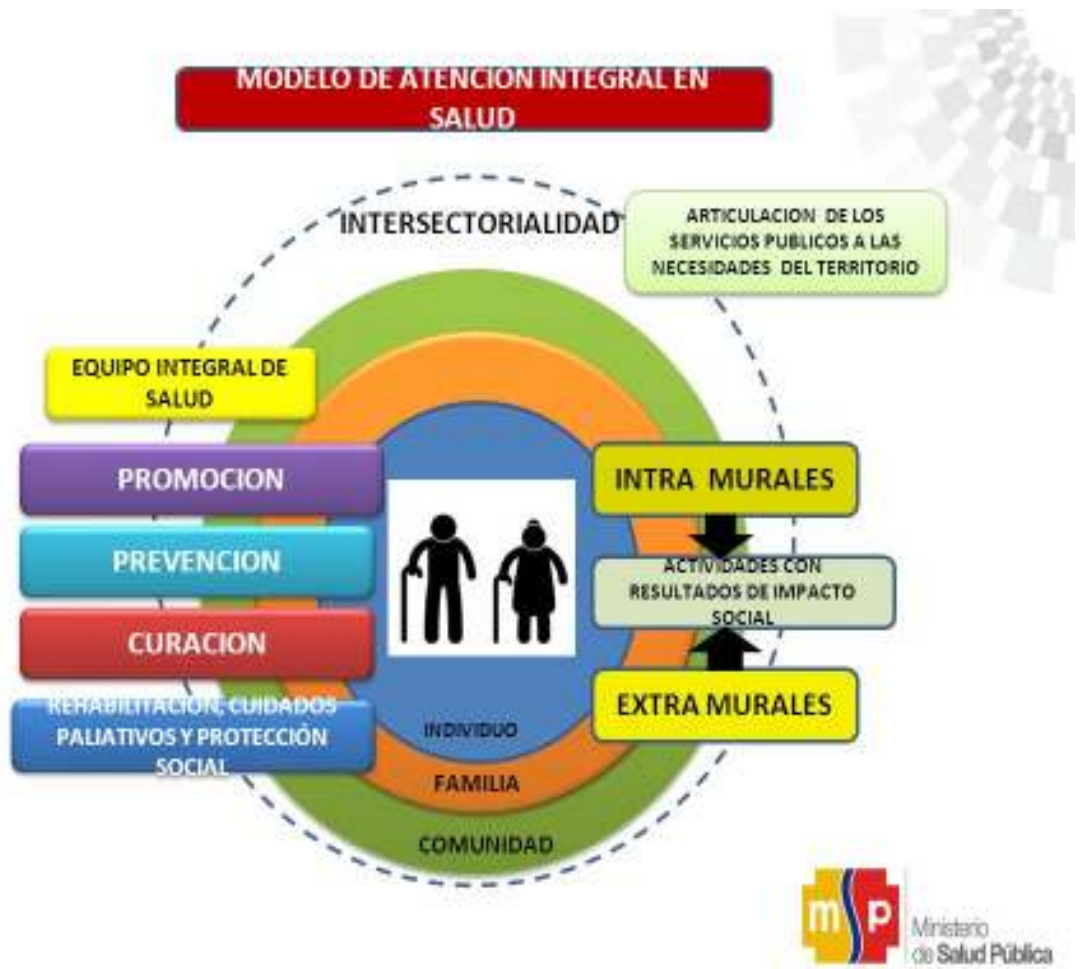 MODELO DE ATENCION INTEGRAL EN
SALUD
INTERSECTORIALIDAD
ARTICULACION DE LOS
SERVICIOS PUBLICOS A LAS
NECESIDADES DEL TERRITORIO
EQUIPO INTEGRAL DE
SALUD
PROMOCION
PREVENCION
CURACION
REHABILITACION, CUIDADOS
PALIATIVOS Y PROTECCIÓN
SOCIAL
INTRA MURALES
ACTIVIDADES CON
RESULTADOS DE IMPACTO
SOCIAL
EXTRA MURALES
INDIVIDUO
FAMILIA
COMUNIDAD
msp
Ministerio
de Salud Pública